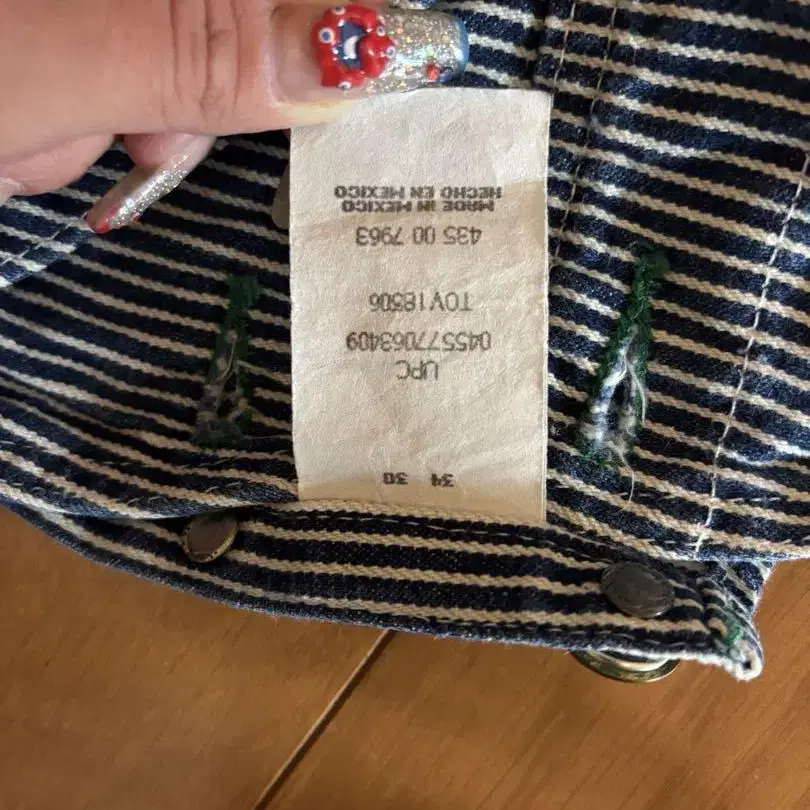 34 30
UPC
045577063409
TOV18506
435 00 7963
MADE IN MEXICO
HECHO EN MEXICO